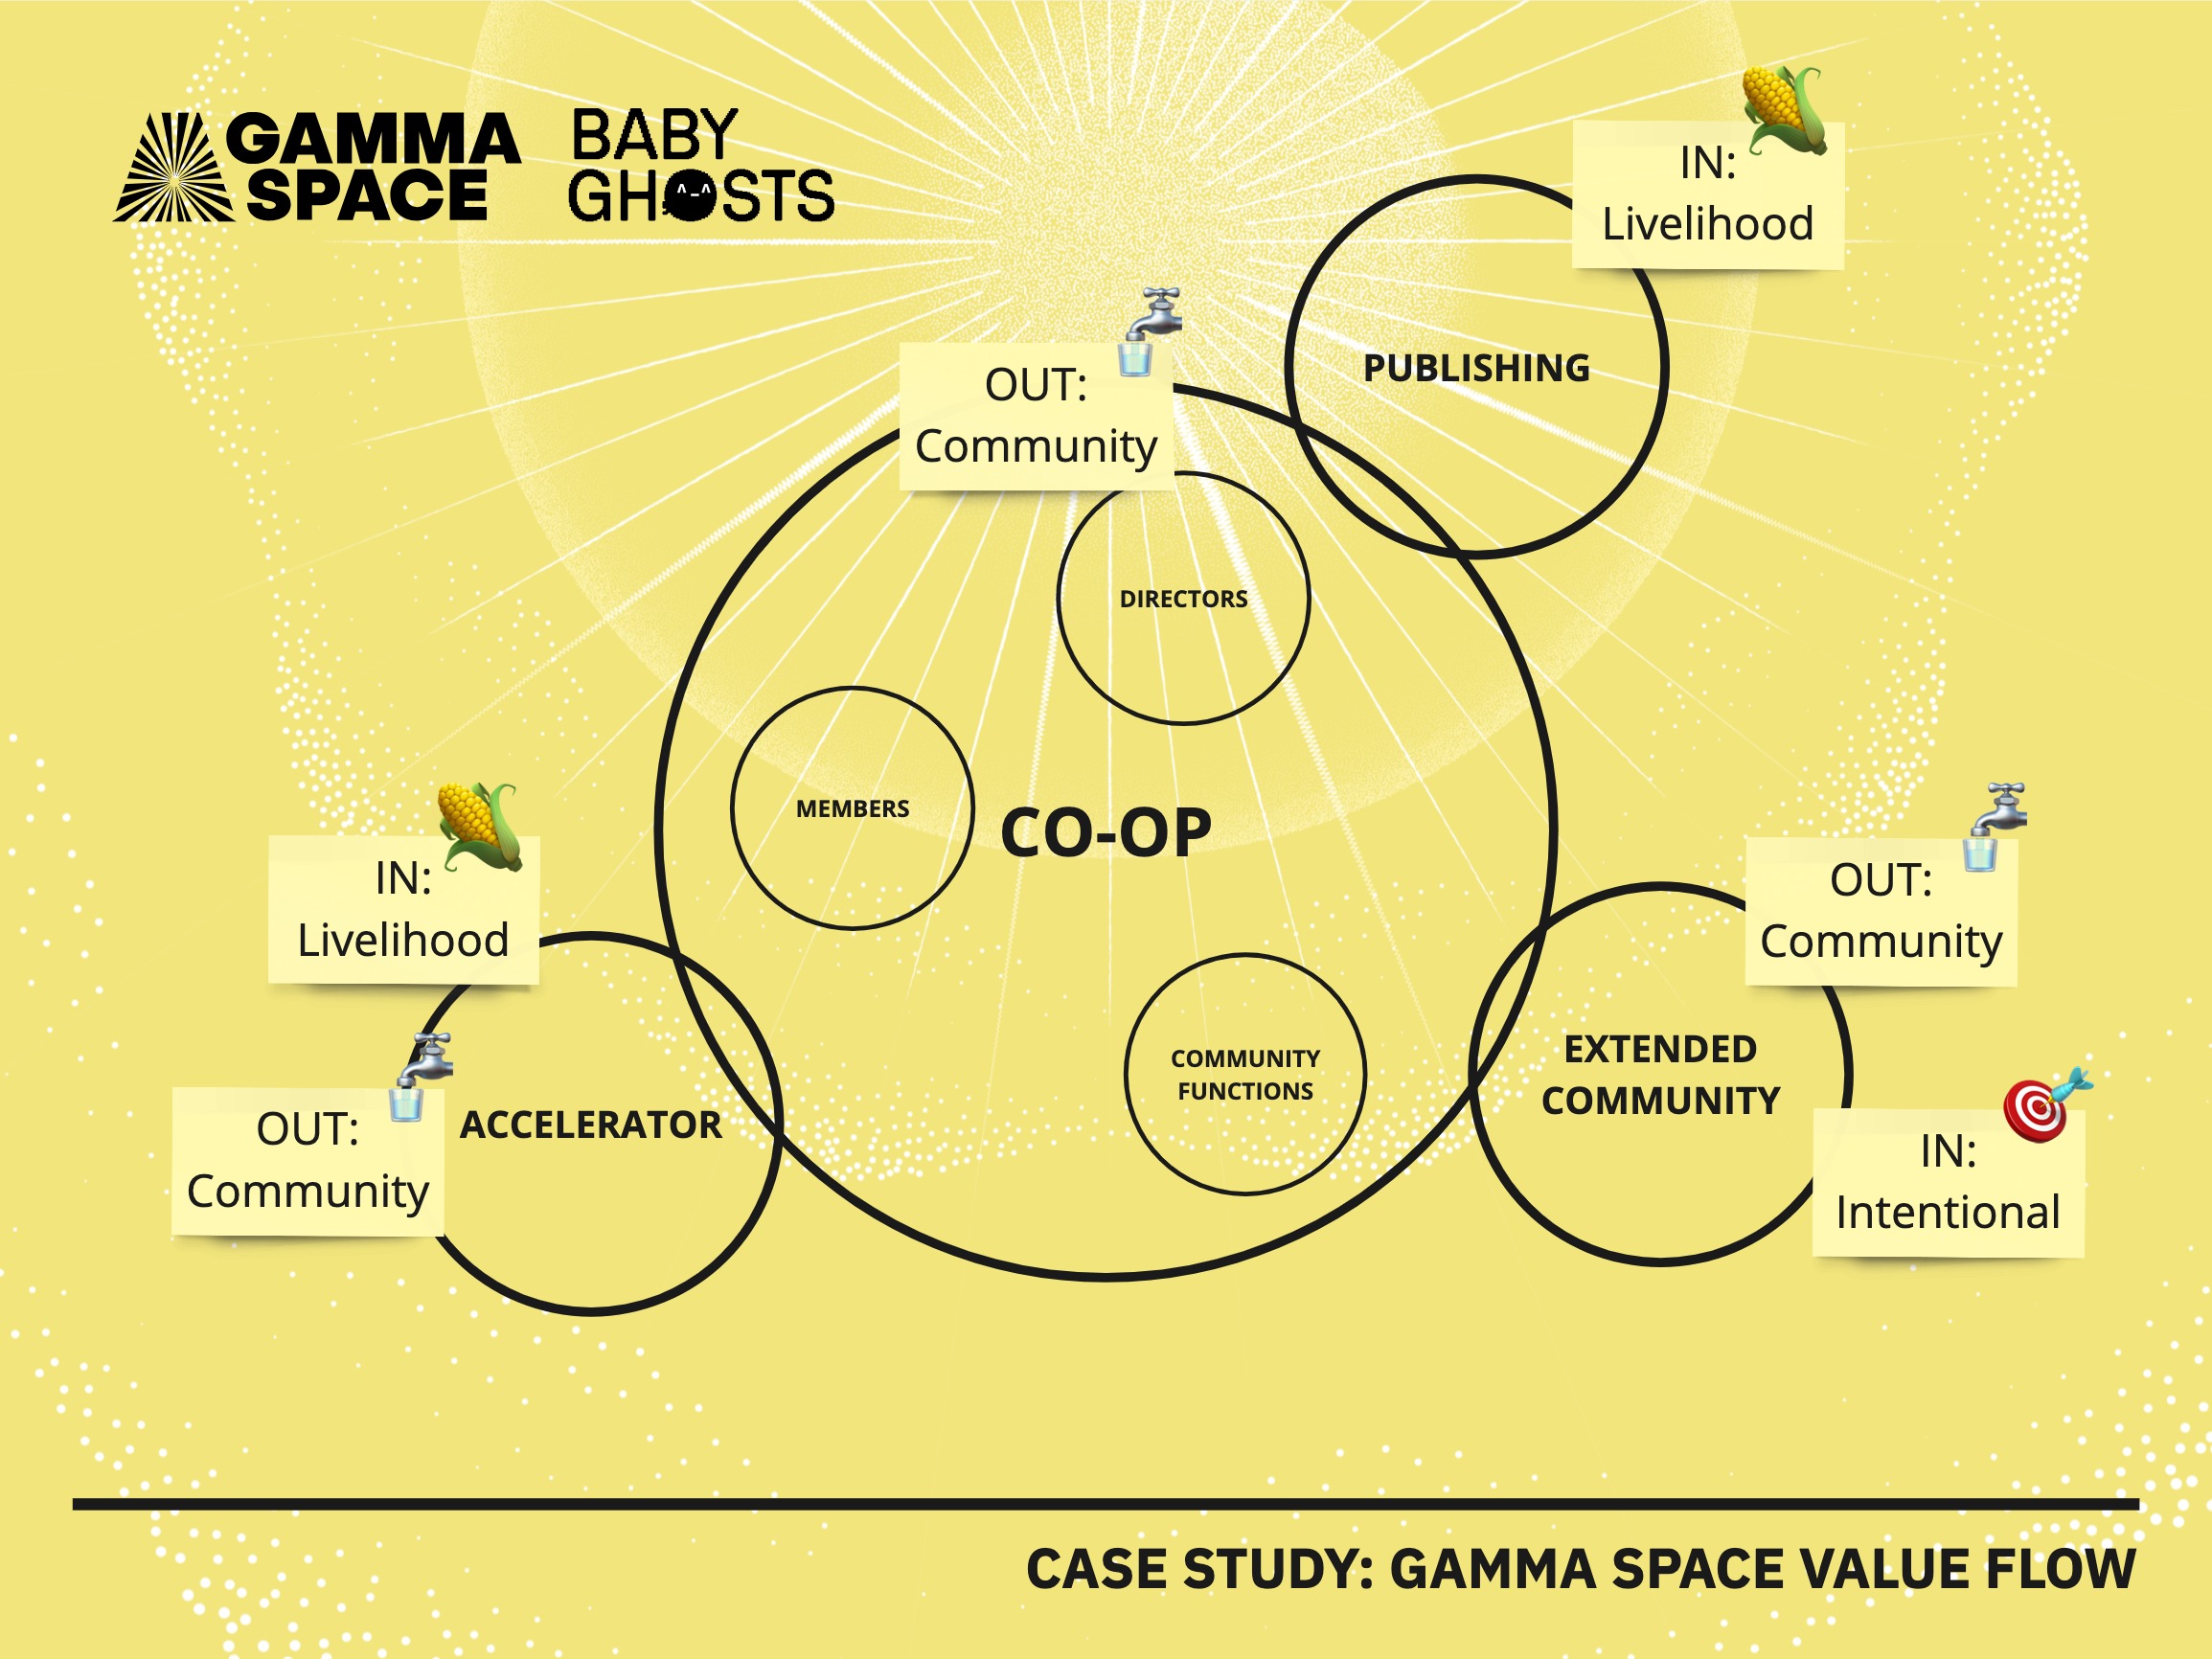 GAMMA
SPACE
BABY
GHOSTS
IN:
Livelihood
PUBLISHING
OUT:
Community
DIRECTORS
MEMBERS
CO-OP
IN:
Livelihood
OUT:
Community
ACCELERATOR
COMMUNITY
FUNCTIONS
OUT:
Community
EXTENDED
COMMUNITY
IN:
Intentional
CASE STUDY: GAMMA SPACE VALUE FLOW